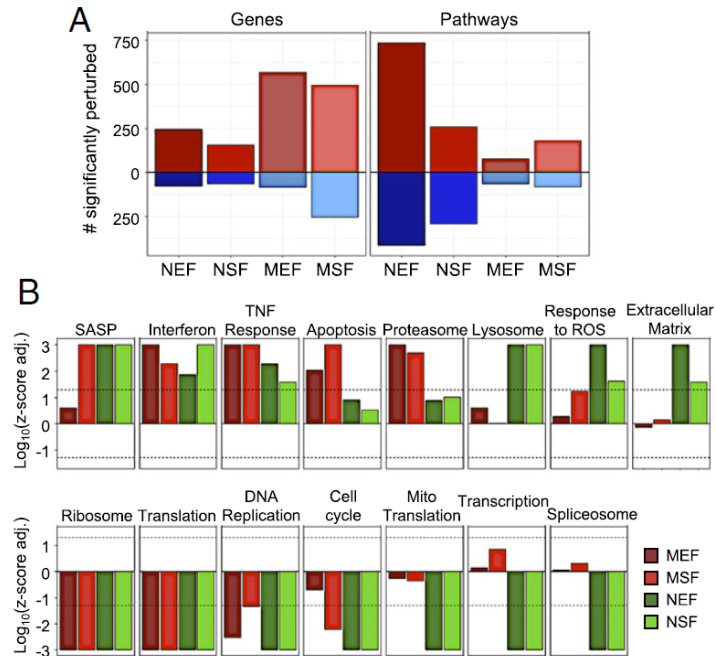 A
Genes Pathways
# significantly perturbed
750
500
250
0
250
NEF NSF MEF MSF NEF NSF MEF MSF
B
SASP Interferon TNF Response Apoptosis Proteasome Lysosome Response to ROS Extracellular Matrix
Log10(z-score adj.)
3
2
1
0
-1
Ribosome Translation DNA Replication Cell cycle Mito Translation Transcription Spliceosome
Log10(z-score adj.)
1
0
-1
-2
-3
MEF
MSF
NEF
NSF